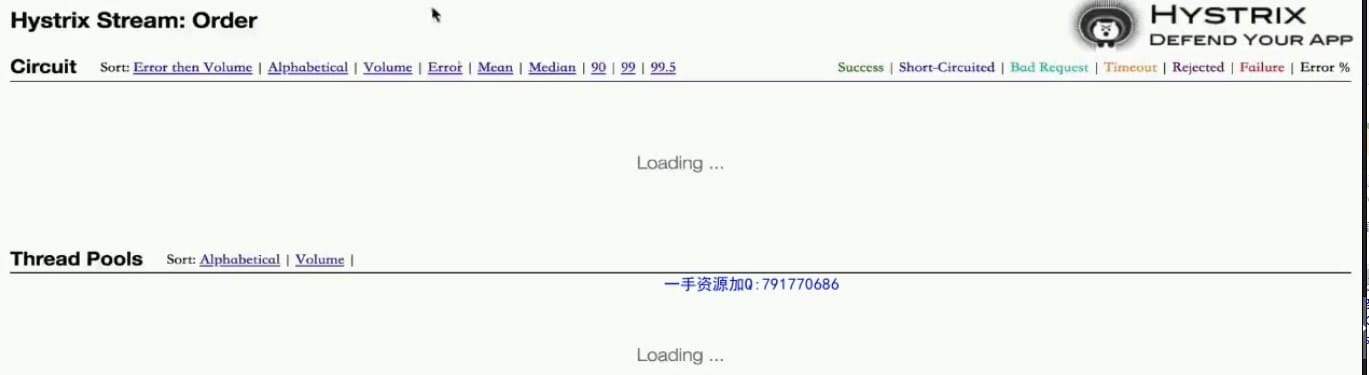 Hystrix Stream: Order
HYSTRIX
DEFEND YOUR APP
Circuit Sort: Error then Volume | Alphabetical | Volume | Error | Mean | Median | 90 | 99 | 99.5
Success | Short-Circuited | Bad Request | Timeout | Rejected | Failure | Error %
Loading ...
Thread Pools Sort: Alphabetical | Volume |
一手资源加Q:791770686
Loading ...